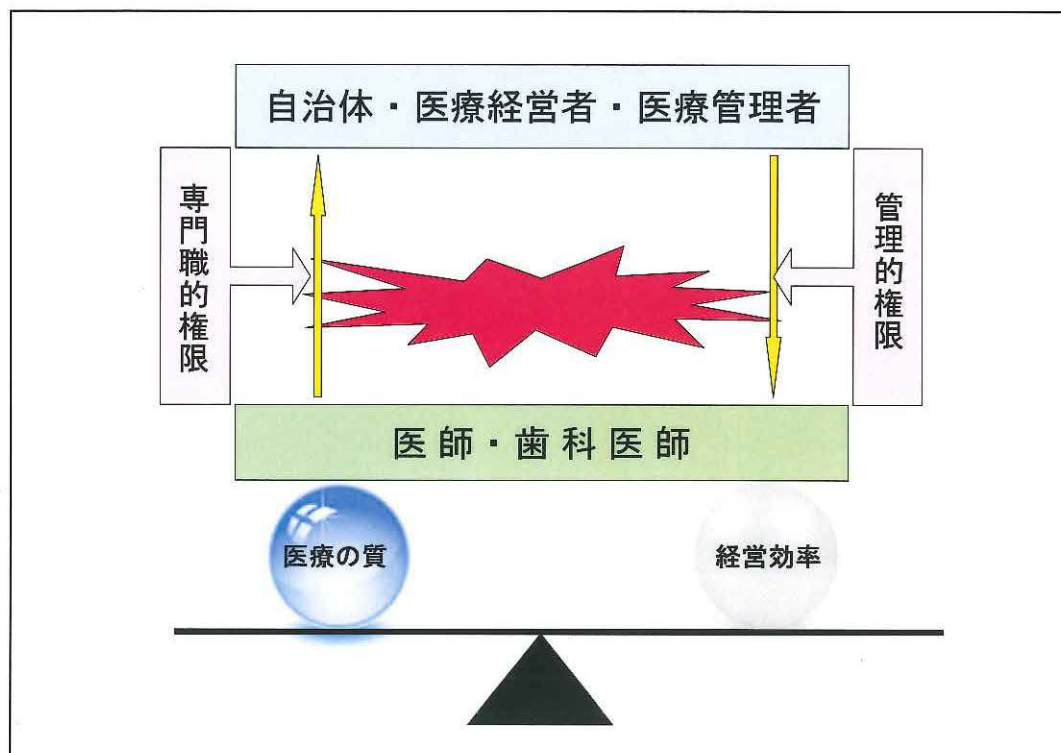 自治体・医療経営者・医療管理者
専門職的権限
管理的権限
医師・歯科医師
医療の質
経営効率